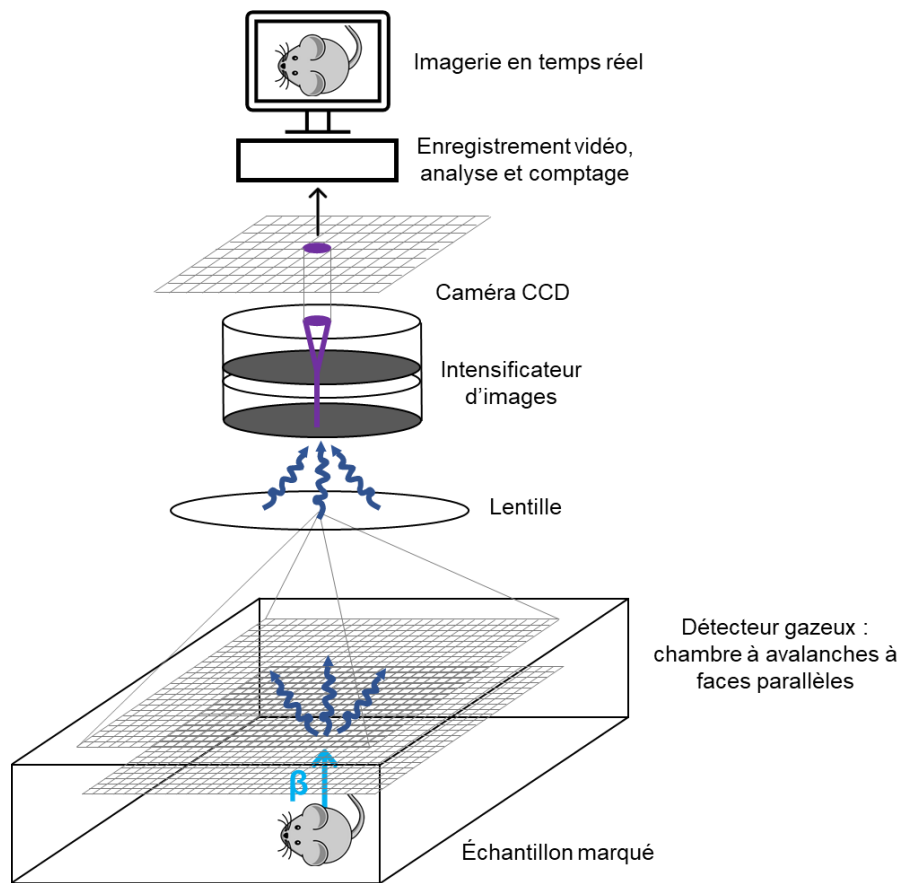 Imagerie en temps réel
Enregistrement vidéo,
analyse et comptage
Caméra CCD
Intensificateur
d’images
Lentille
Détecteur gazeux :
chambre à avalanches à
faces parallèles
β
Échantillon marqué